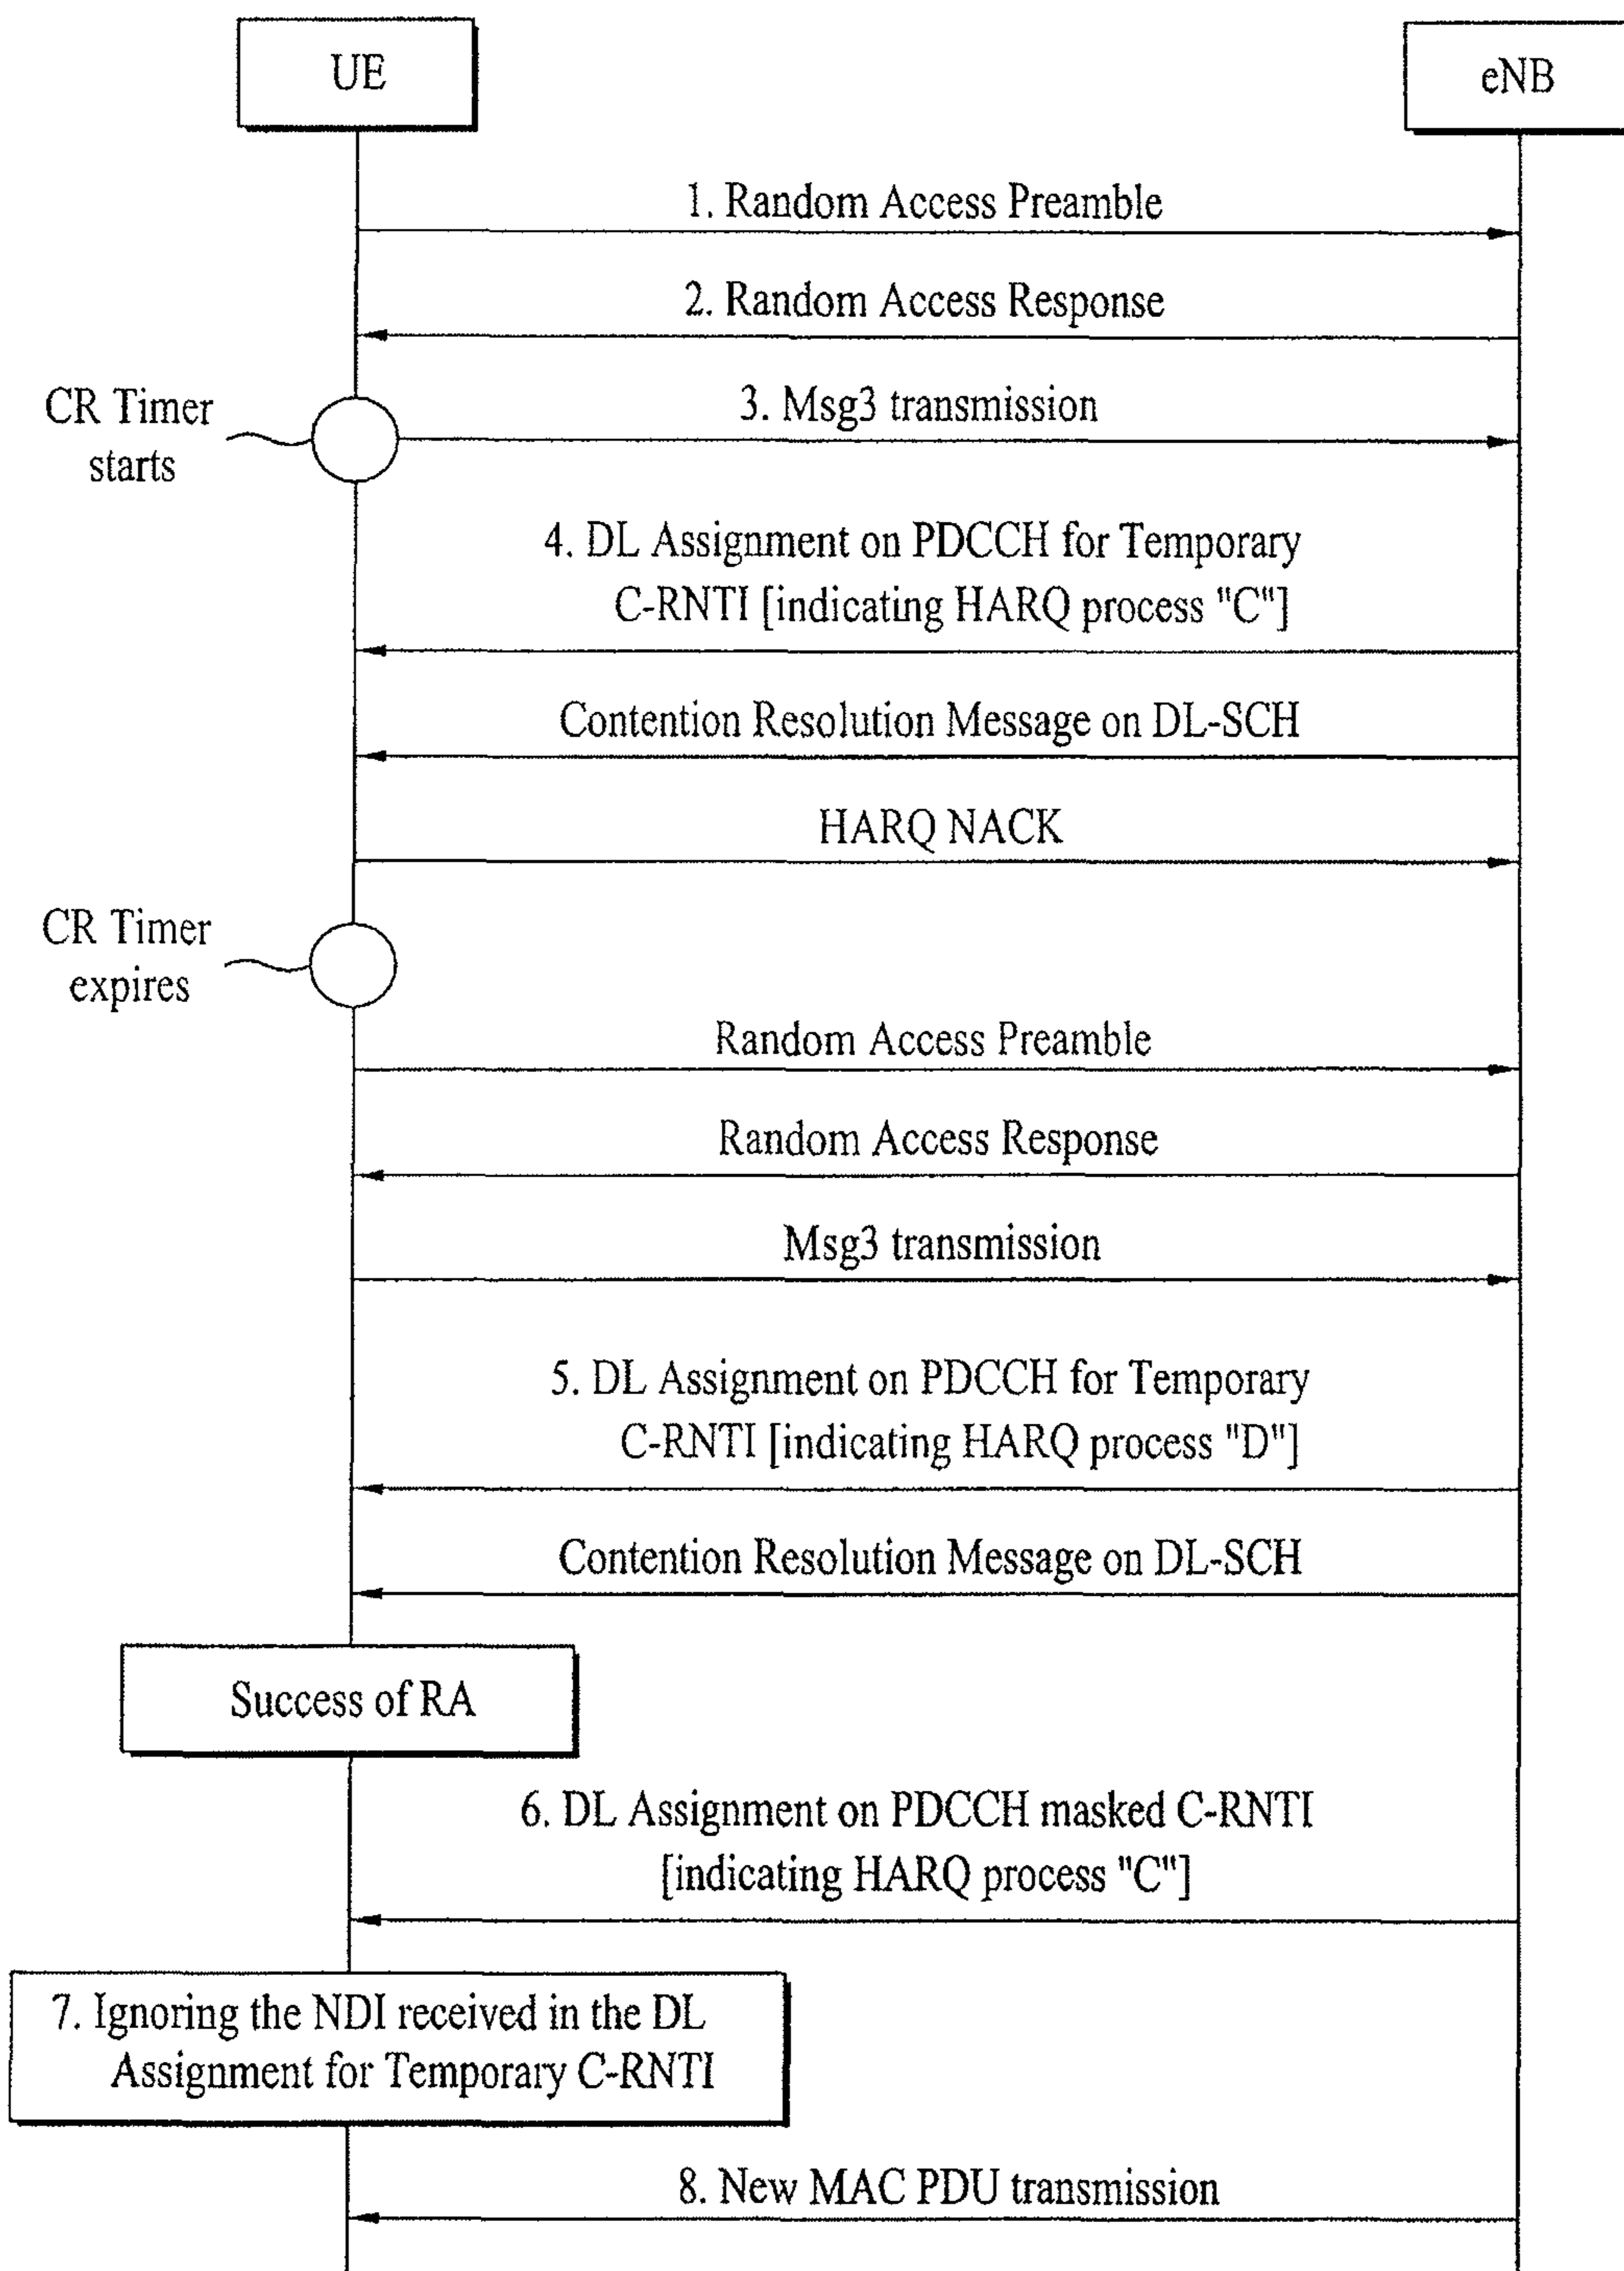 UE
eNB
1. Random Access Preamble
2. Random Access Response
CR Timer
starts
3. Msg3 transmission
4. DL Assignment on PDCCH for Temporary
C-RNTI [indicating HARQ process "C"]
Contention Resolution Message on DL-SCH
HARQ NACK
CR Timer
expires
Random Access Preamble
Random Access Response
Msg3 transmission
5. DL Assignment on PDCCH for Temporary
C-RNTI [indicating HARQ process "D"]
Contention Resolution Message on DL-SCH
Success of RA
6. DL Assignment on PDCCH masked C-RNTI
[indicating HARQ process "C"]
7. Ignoring the NDI received in the DL
Assignment for Temporary C-RNTI
8. New MAC PDU transmission